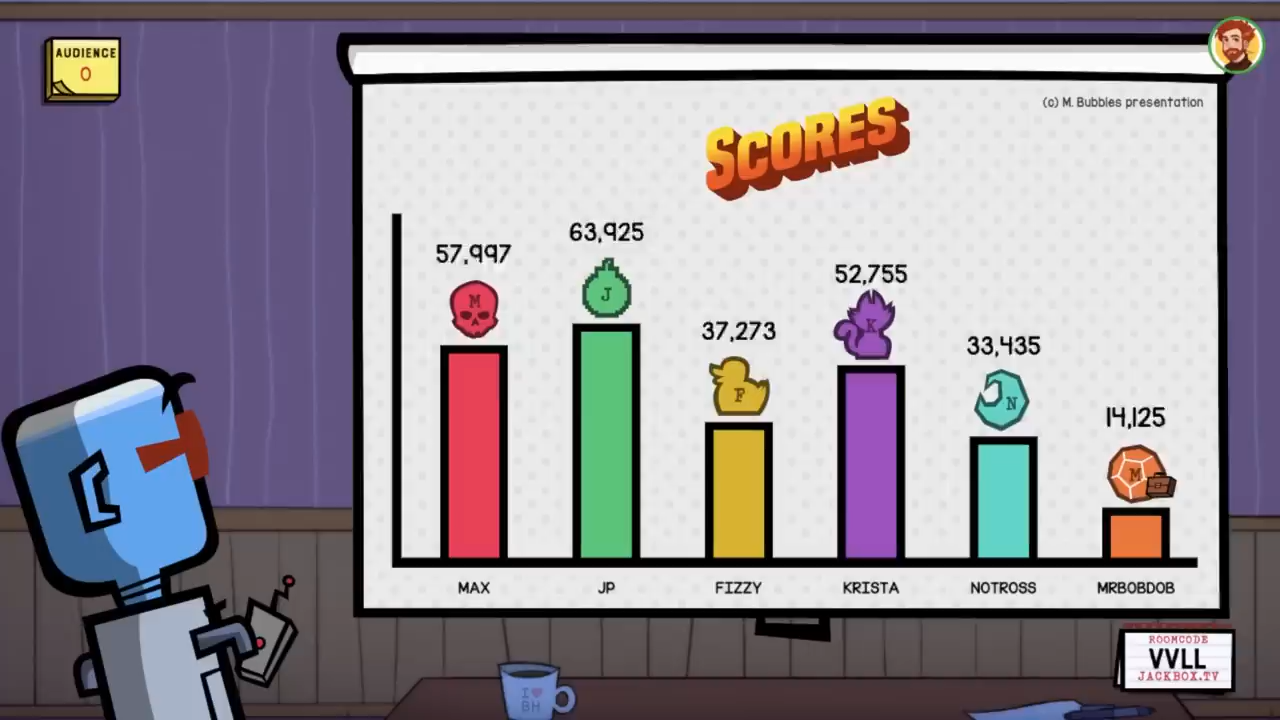 AUDIENCE
0
(c) M. Bubbles presentation
SCORES
57,997
63,925
37,273
52,755
33,435
14,125
M
J
F
K
N
M
MAX
JP
FIZZY
KRISTA
NOTROSS
MRBOBDOB
ROOMCODE
VVLL
JACKBOX.TV
I ♥
BH